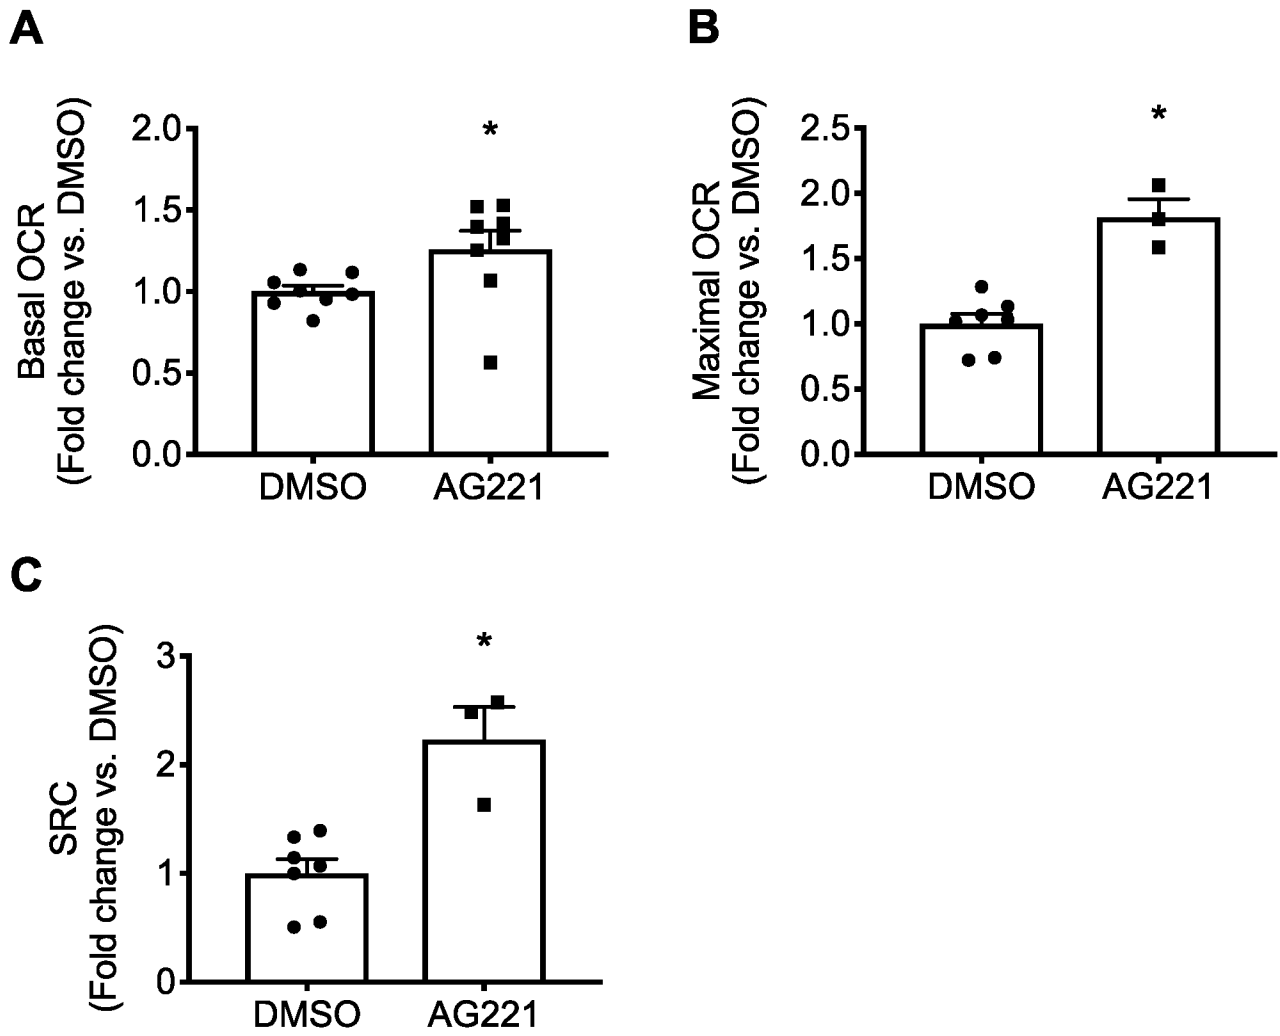 A
Basal OCR
(Fold change vs. DMSO)
2.0
1.5
1.0
0.5
0.0
*
DMSO
AG221
B
Maximal OCR
(Fold change vs. DMSO)
2.5
2.0
1.5
1.0
0.5
0.0
*
DMSO
AG221
C
SRC
(Fold change vs. DMSO)
3
2
1
0
*
DMSO
AG221